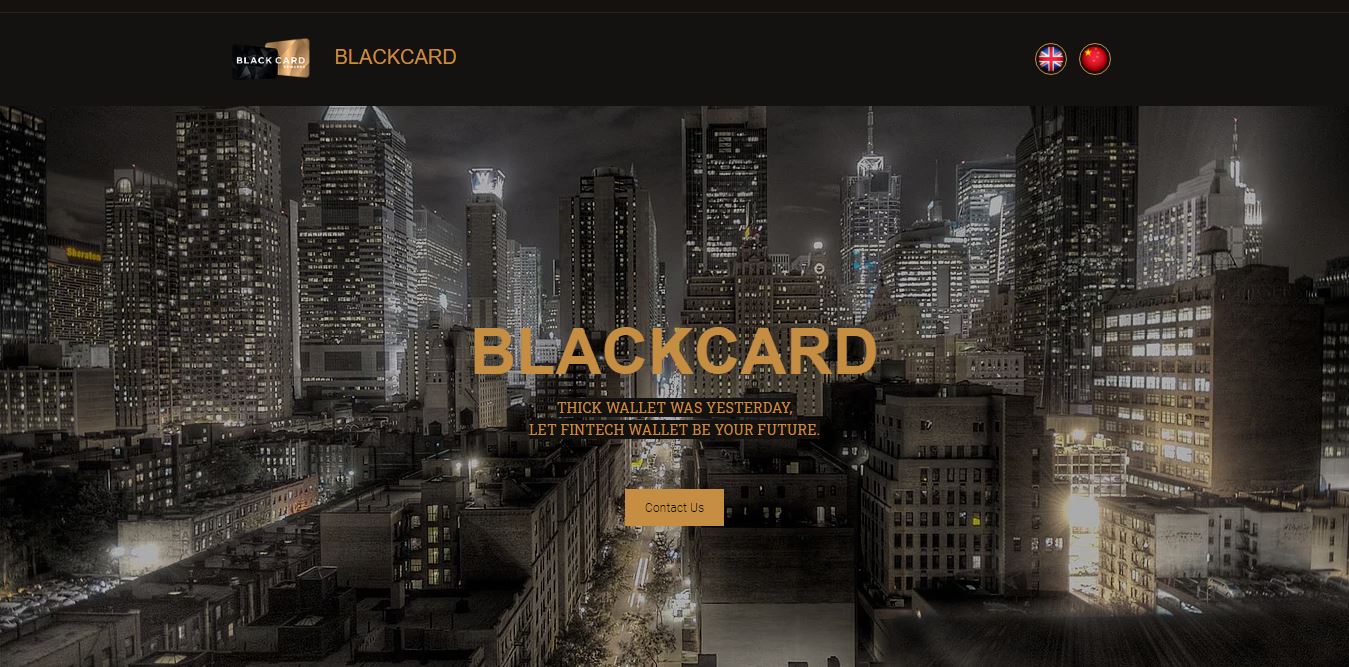 BLACK CARD
BLACKCARD
Sheraton
W
BLACKCARD
THICK WALLET WAS YESTERDAY,
LET FINTECH WALLET BE YOUR FUTURE.
Contact Us